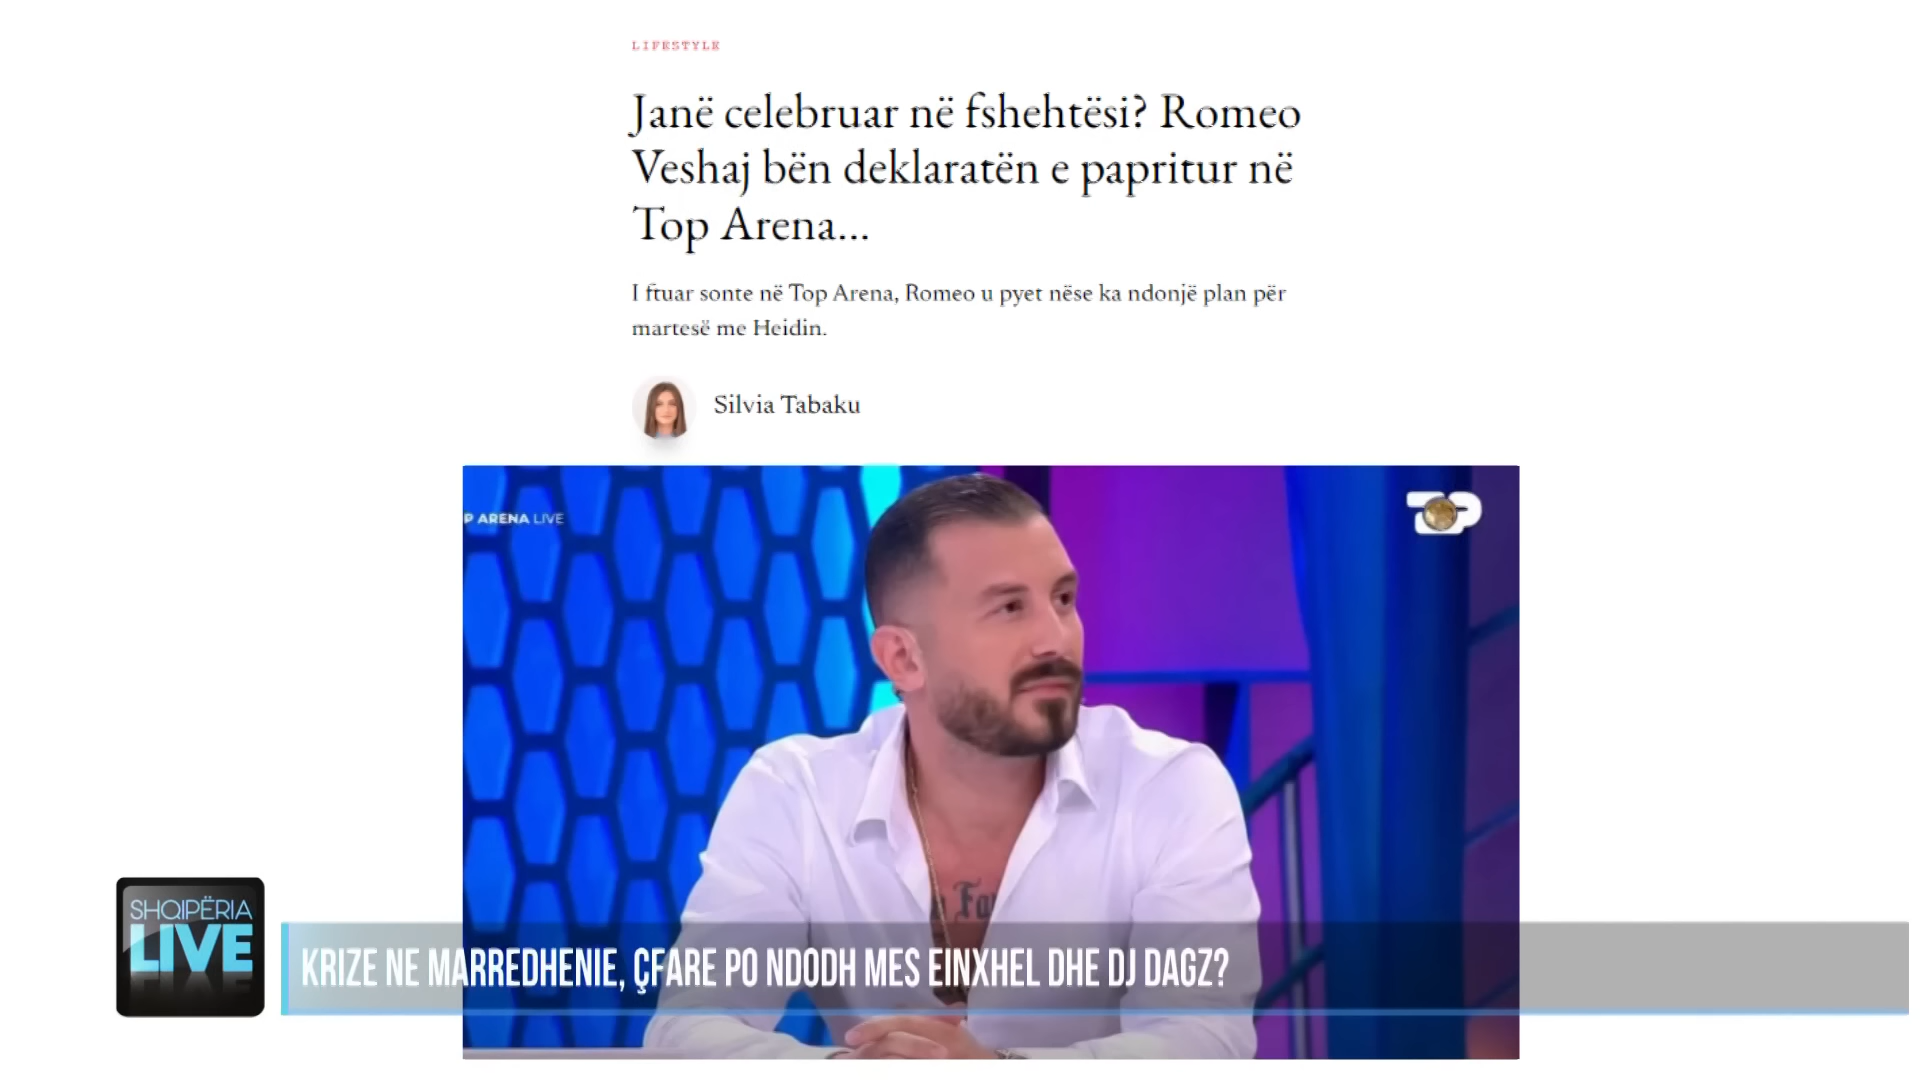 LIFESTYLE
Janë celebruar në fshehtësi? Romeo
Veshaj bën deklaratën e papritur në
Top Arena...
I ftuar sonte në Top Arena, Romeo u pyet nëse ka ndonjë plan për
martesë me Heidin.
Silvia Tabaku
P ARENA LIVE
TOP
Fa
SHQIPËRIA
LIVE
KRIZE NE MARREDHENIE, ÇFARE PO NDODH MES EINXHEL DHE DJ DAGZ?